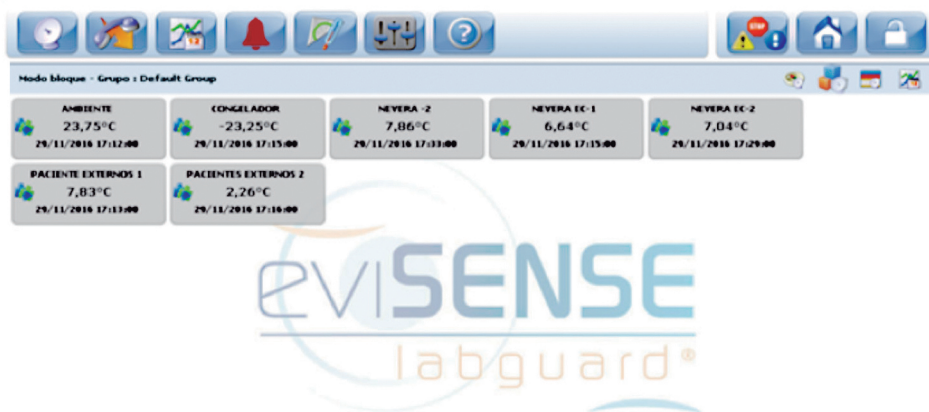 STOP
12
Modo bloque - Grupo : Default Group
AMBIENTE
23,75°C
29/11/2016 17:12:00
CONGELADOR
-23,25°C
29/11/2016 17:15:00
NEVERA -2
7,86°C
29/11/2016 17:33:00
NEVERA EC-1
6,64°C
29/11/2016 17:15:00
NEVERA EC-2
7,04°C
29/11/2016 17:29:00
PACIENTE EXTERNOS 1
7,83°C
29/11/2016 17:13:00
PACIENTES EXTERNOS 2
2,26°C
29/11/2016 17:16:00
eviSENSE
labguard®